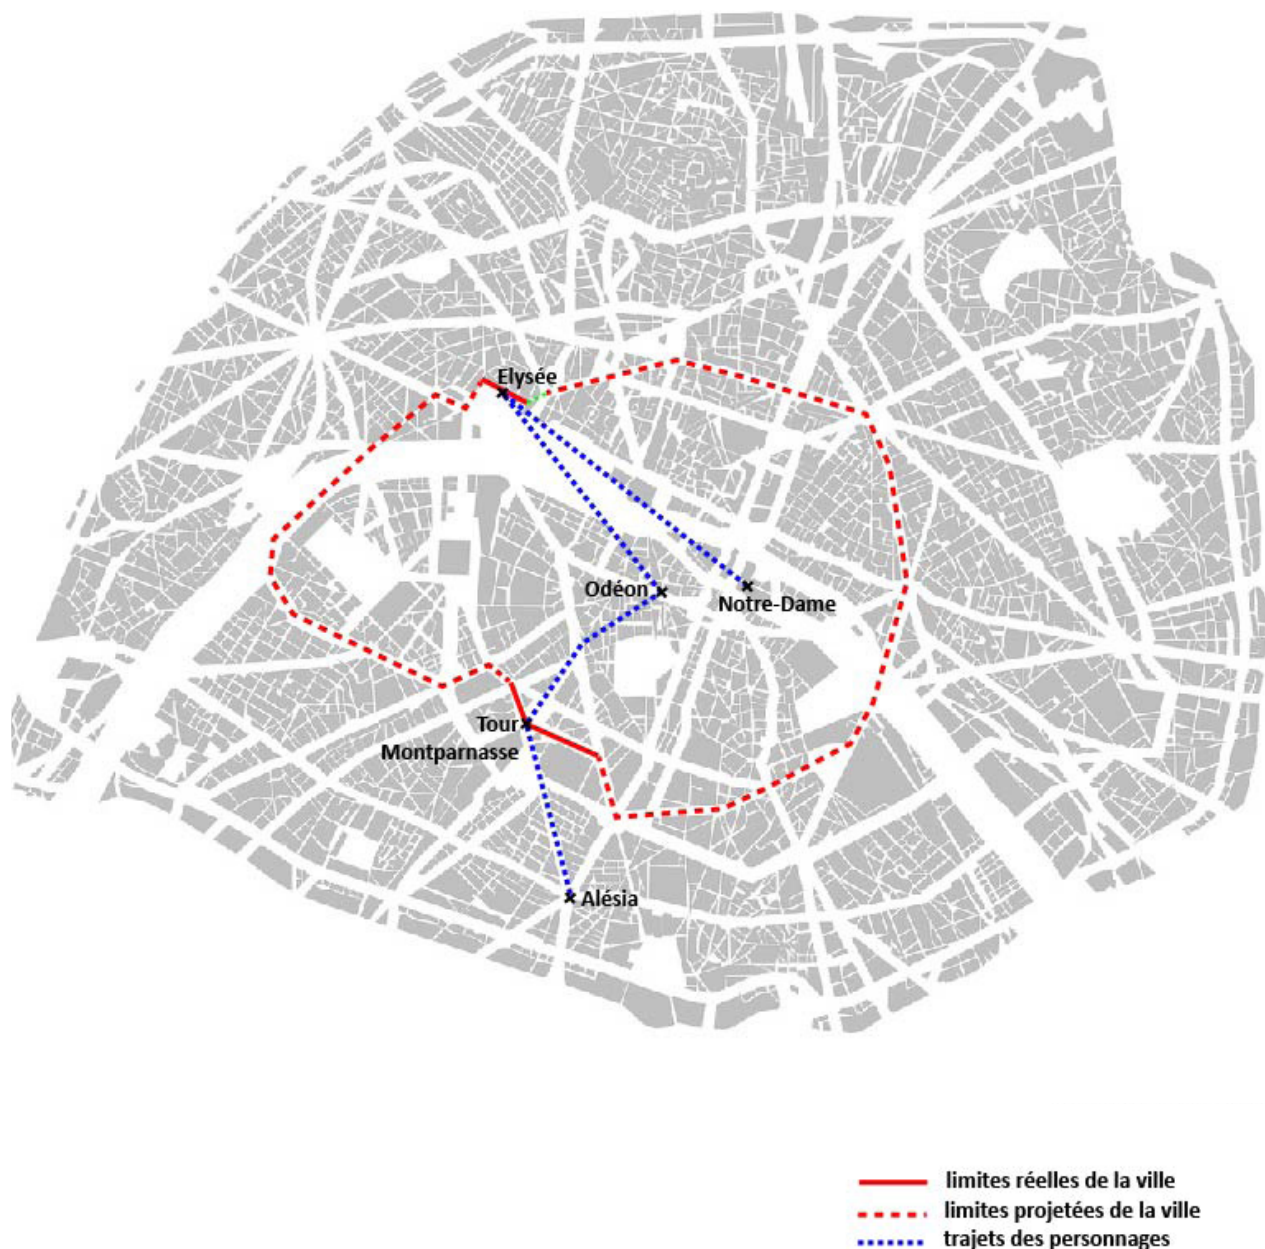 Elysée
Odéon
Notre-Dame
Tour
Montparnasse
Alésia
limites réelles de la ville
limites projetées de la ville
trajets des personnages